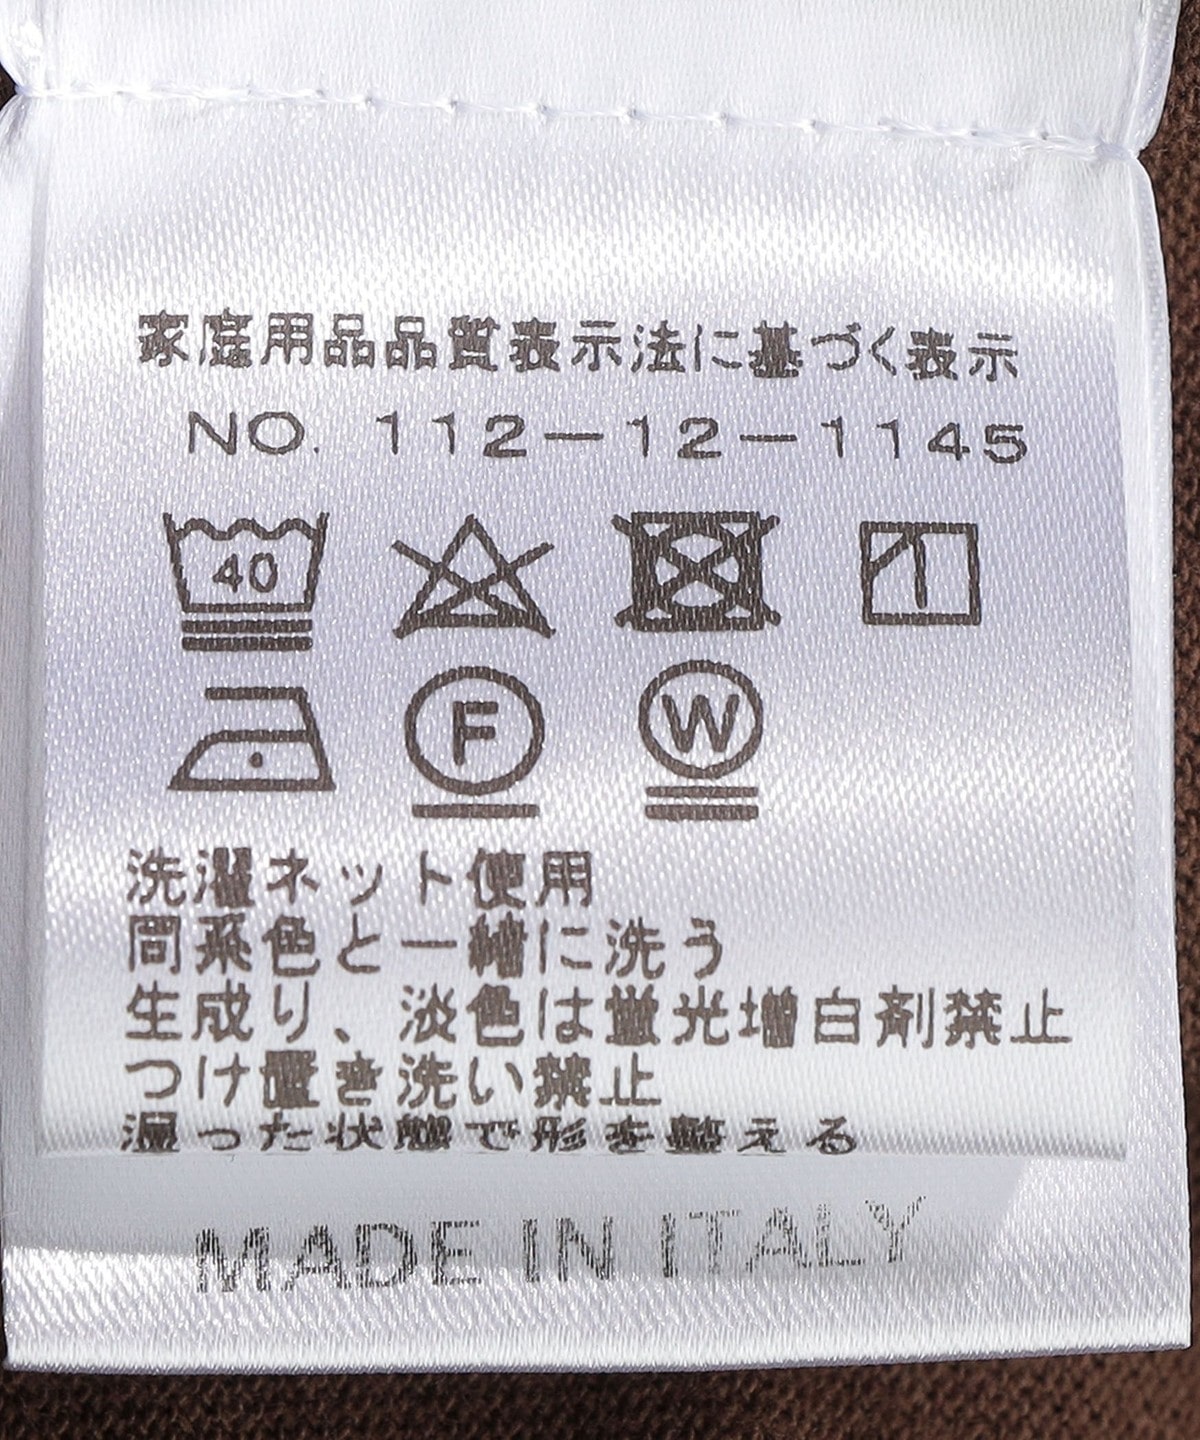 家庭用品品質表示法に基づく表示
NO. 112-12-1145
40
F
W
洗濯ネット使用
同系色と一緒に洗う
生成り、淡色は蛍光増白剤禁止
つけ置き洗い禁止
湿った状態で形を整える
MADE IN ITALY